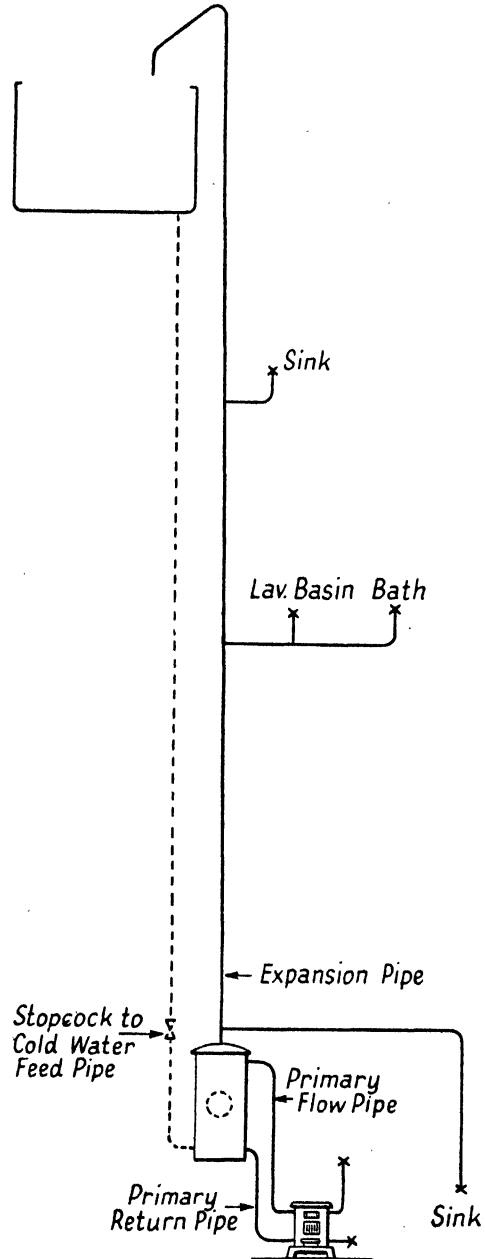 Sink
Lav. Basin Bath
Expansion Pipe
Stopcock to
Cold Water
Feed Pipe
Primary
Flow Pipe
Primary
Return Pipe
Sink